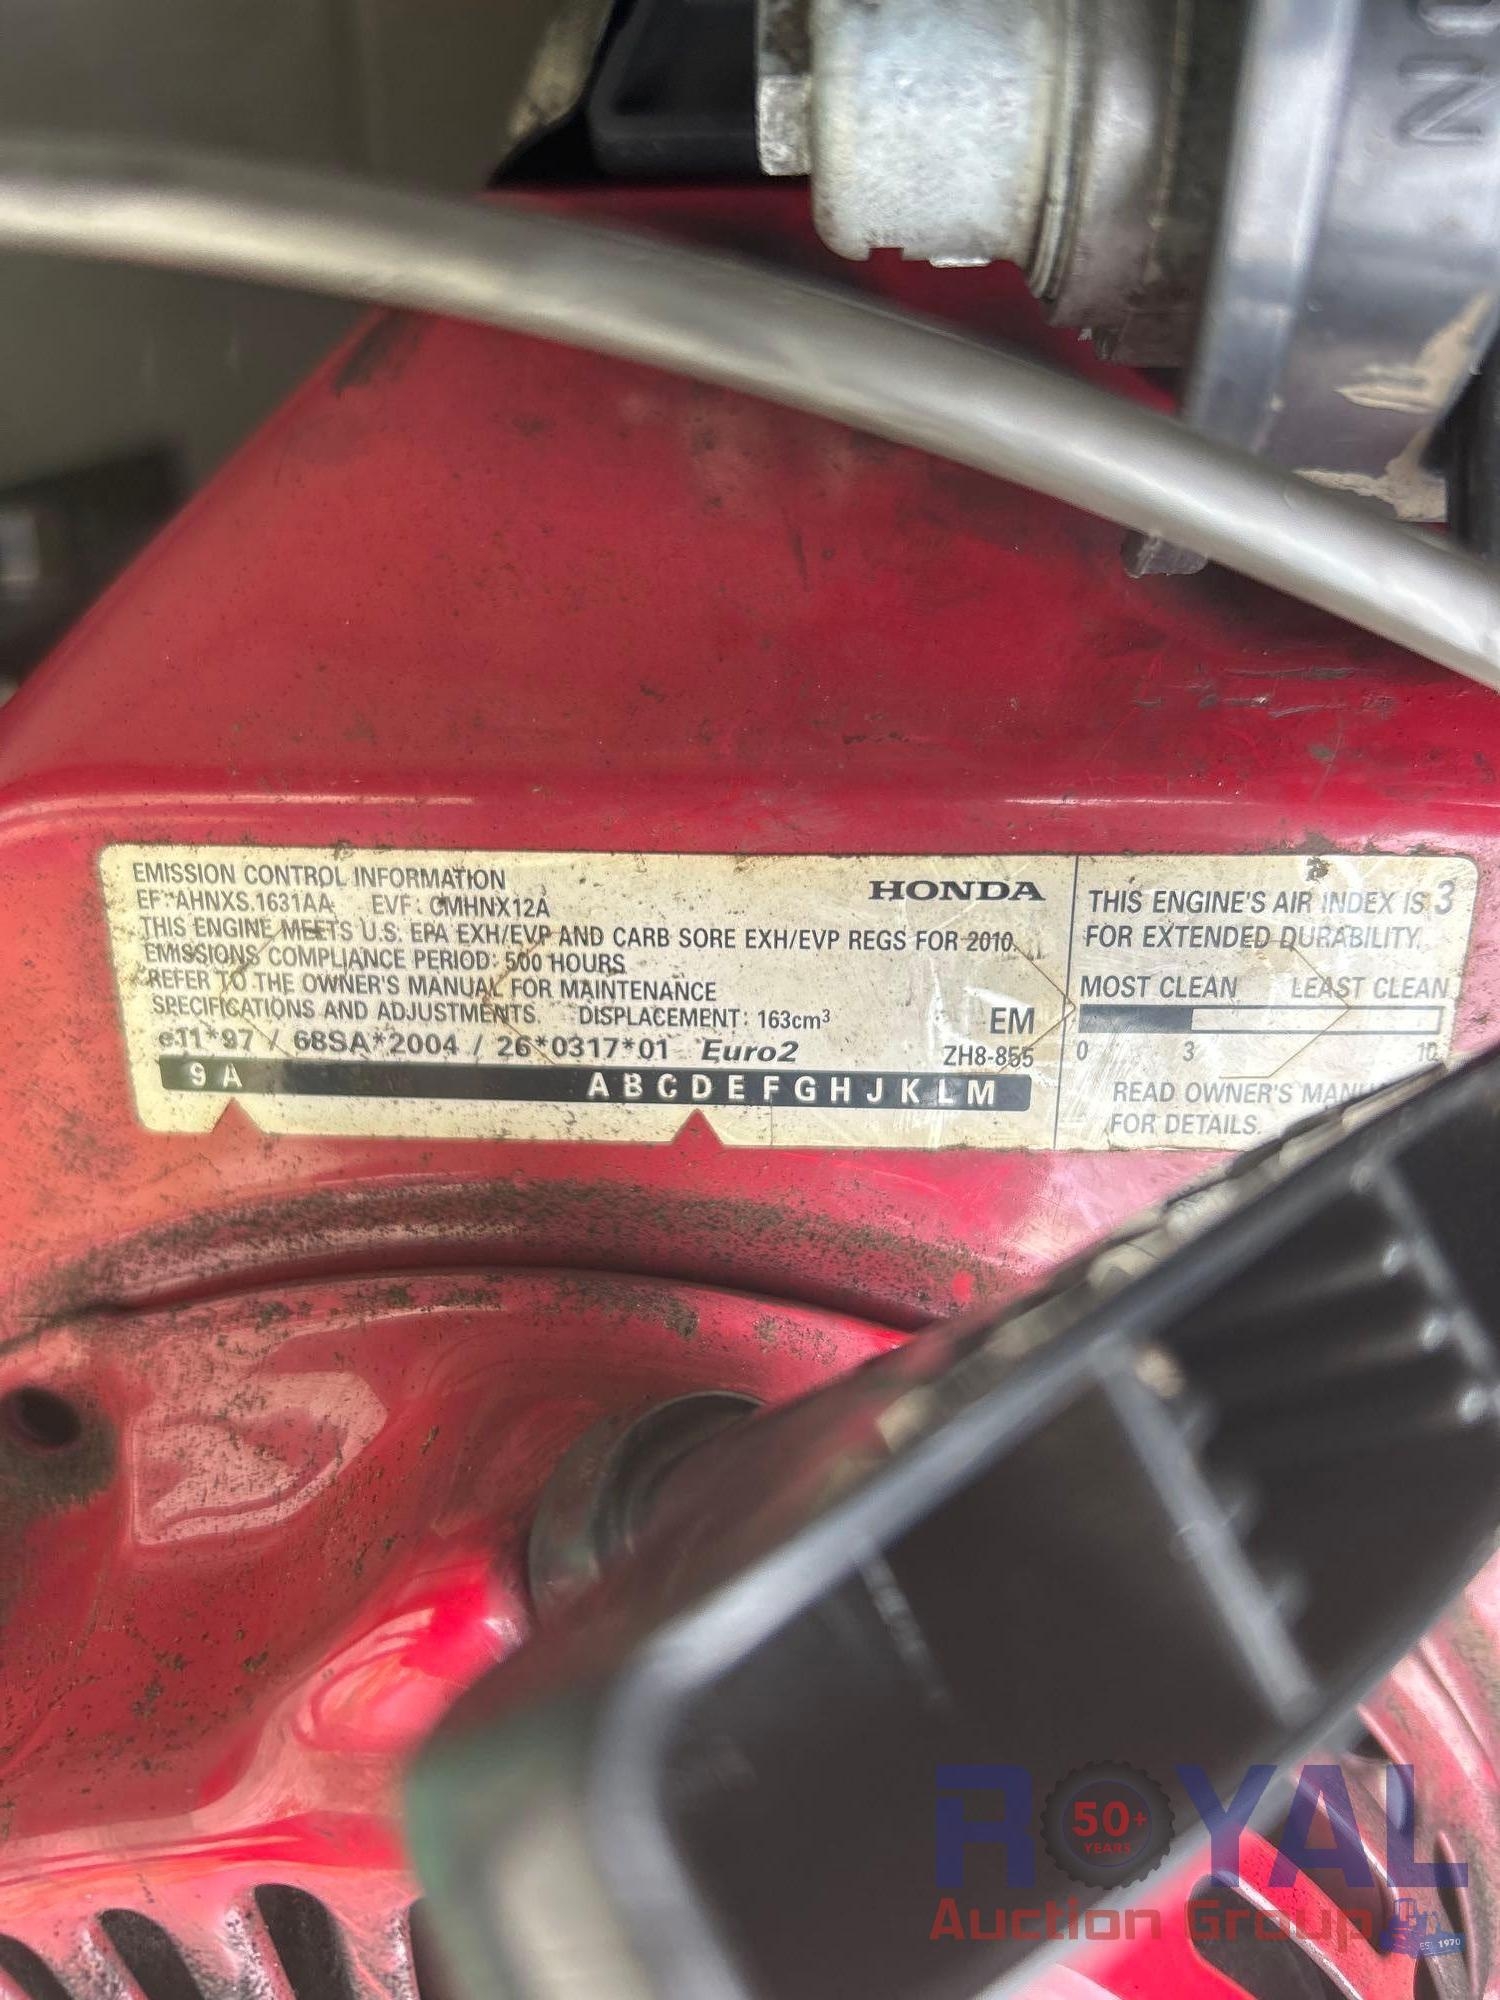 EMISSION CONTROL INFORMATION
EF: AHNXS.1631AA EVF: CMHNX12A
THIS ENGINE MEETS U.S. EPA EXH/EVP AND CARB SORE EXH/EVP REGS FOR 2010.
EMISSIONS COMPLIANCE PERIOD: 500 HOURS
REFER TO THE OWNER'S MANUAL FOR MAINTENANCE
SPECIFICATIONS AND ADJUSTMENTS. DISPLACEMENT: 163cm³
e11*97 / 68SA*2004 / 26*0317*01 Euro2
HONDA
EM
ZH8-855
9 A A B C D E F G H J K L M
THIS ENGINE'S AIR INDEX IS 3
FOR EXTENDED DURABILITY.
MOST CLEAN LEAST CLEAN
0 3 10
READ OWNER'S
FOR DETAILS.
ROYAL
50+
YEARS
Auction Group
EST. 1970